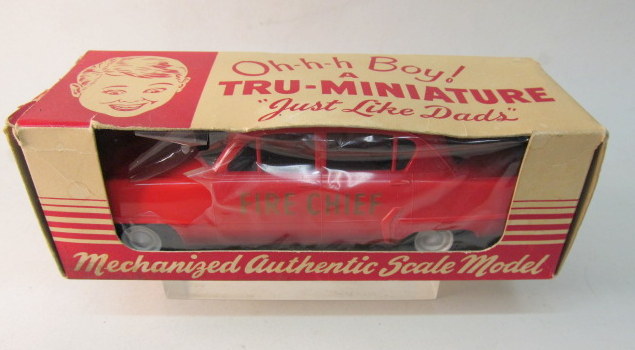 Oh-h-h Boy!
A
TRU-MINIATURE
"Just Like Dads"
FIRE CHIEF
Mechanized Authentic Scale Model